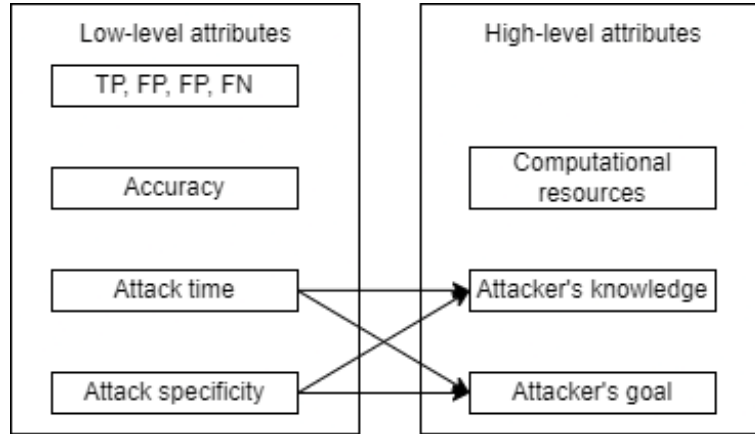 Low-level attributes
TP, FP, FP, FN
Accuracy
Attack time
Attack specificity
High-level attributes
Computational
resources
Attacker's knowledge
Attacker's goal